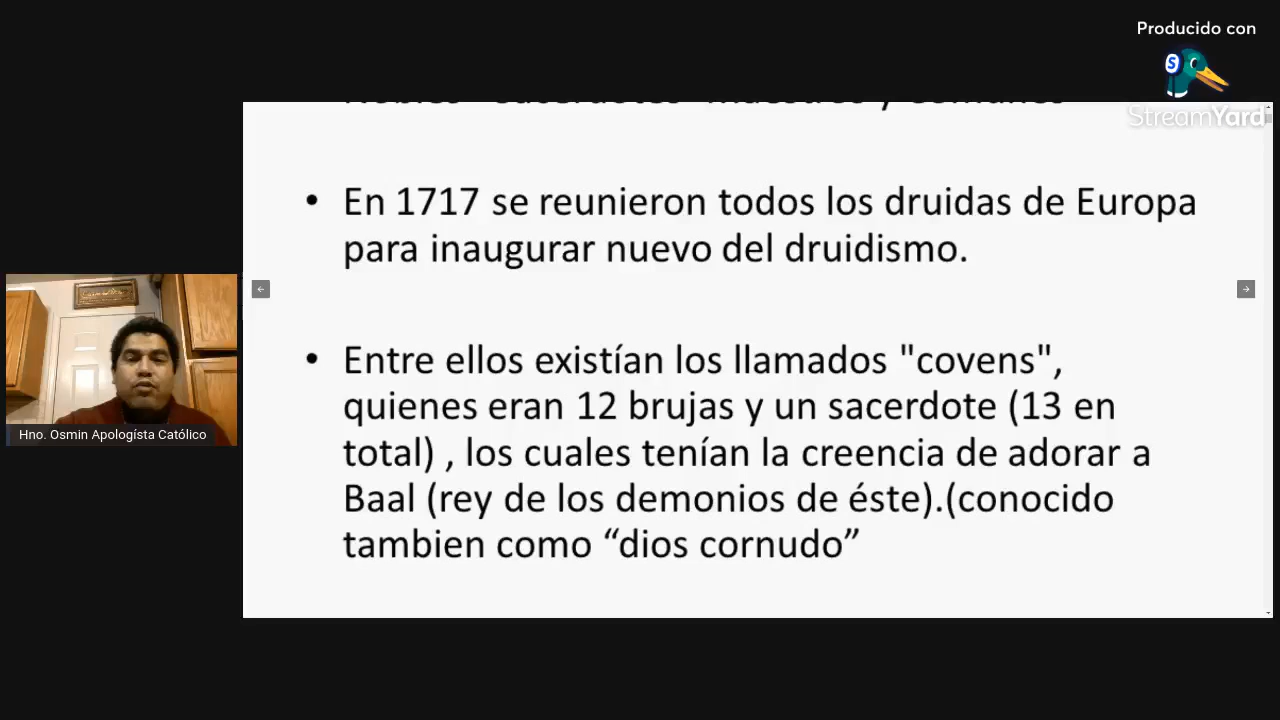 Producido con
StreamYard
En 1717 se reunieron todos los druidas de Europa
para inaugurar nuevo del druidismo.
Entre ellos existían los llamados "covens",
quienes eran 12 brujas y un sacerdote (13 en
total) , los cuales tenían la creencia de adorar a
Baal (rey de los demonios de éste).(conocido
tambien como “dios cornudo”
Hno. Osmin Apologísta Católico